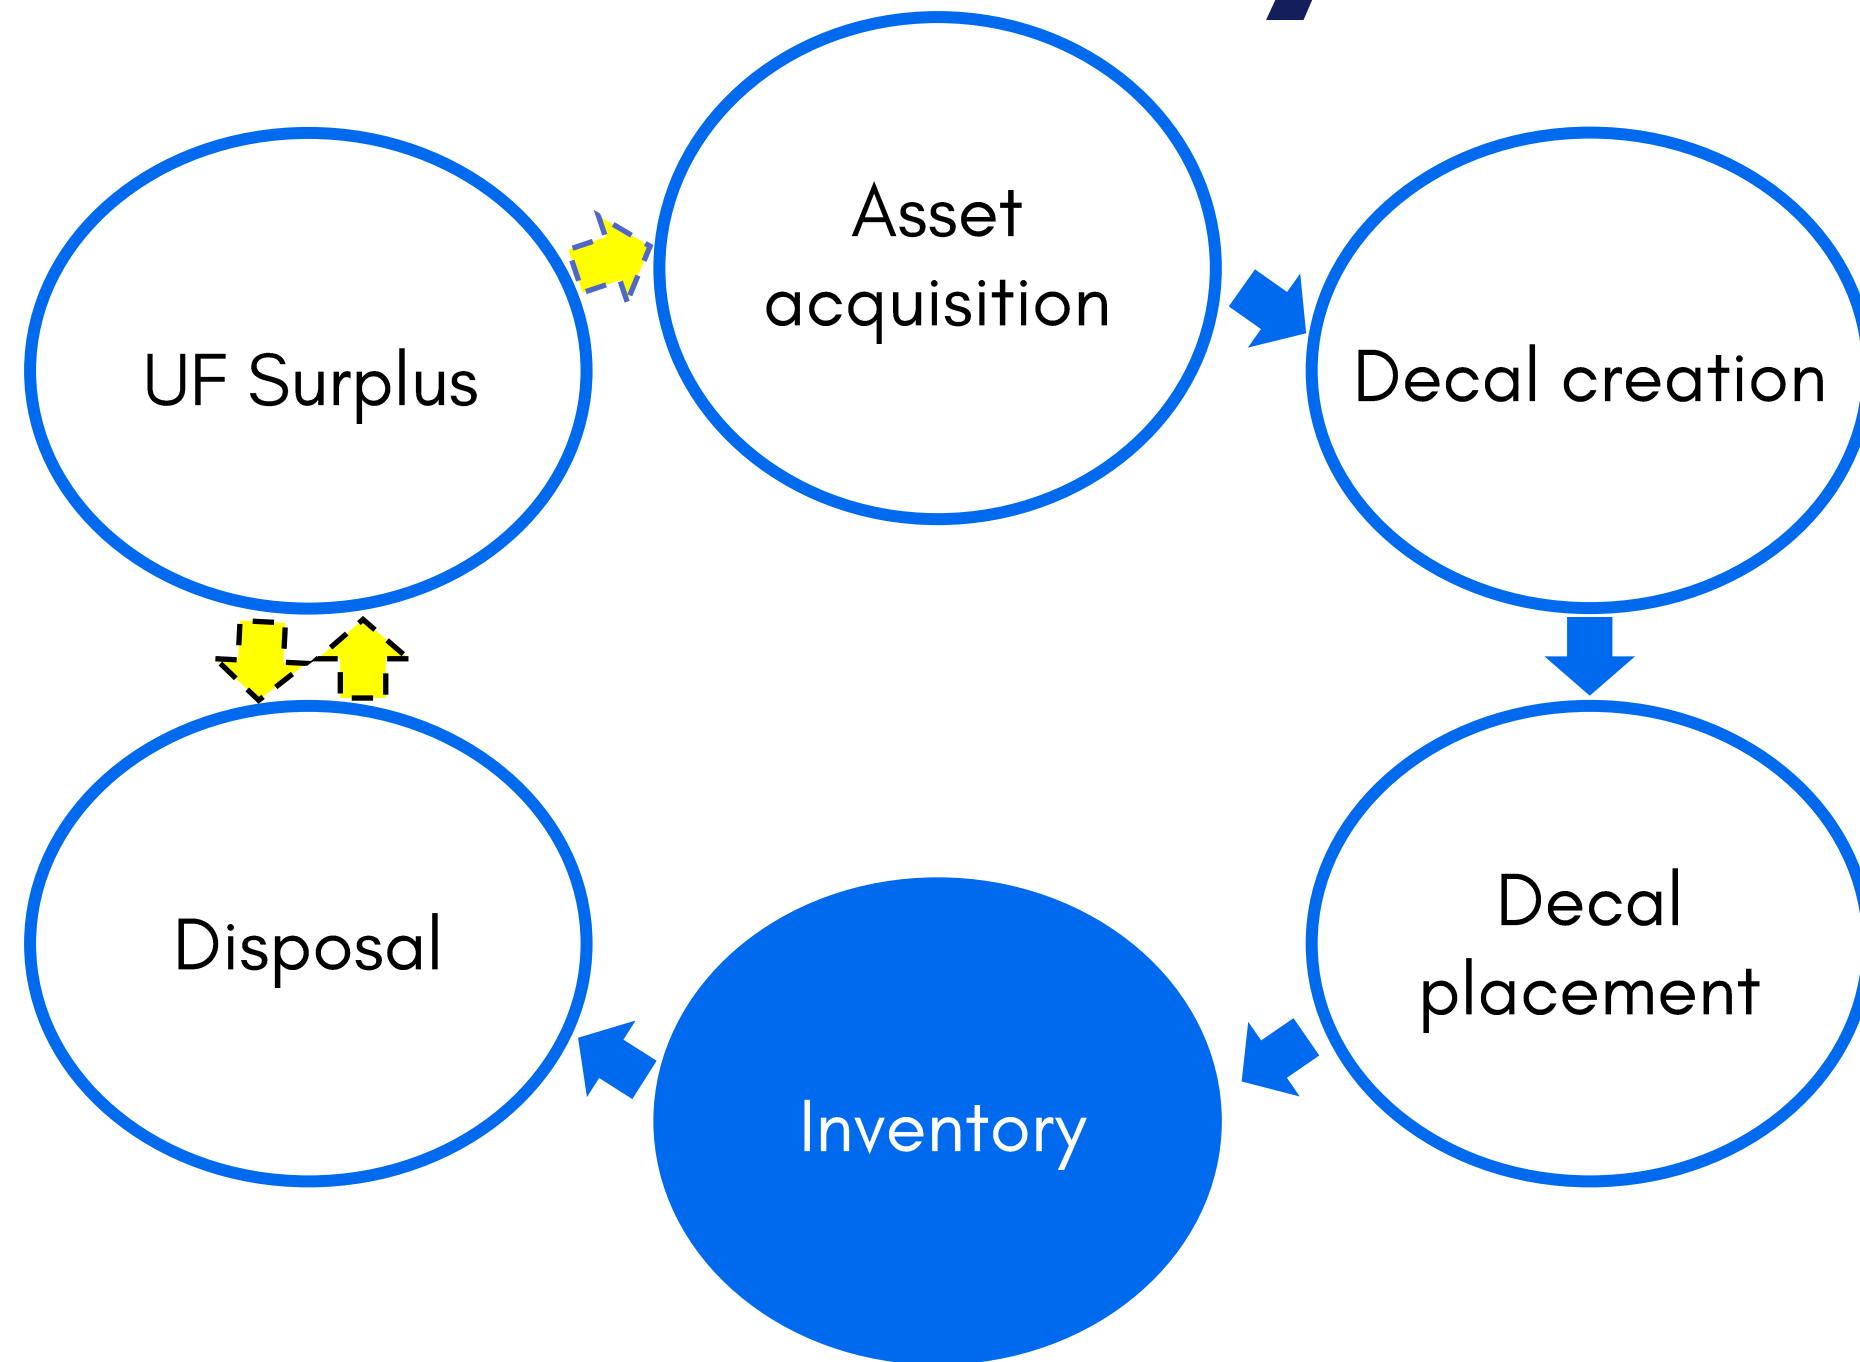 Asset
acquisition
UF Surplus
Decal creation
Disposal
Decal
placement
Inventory